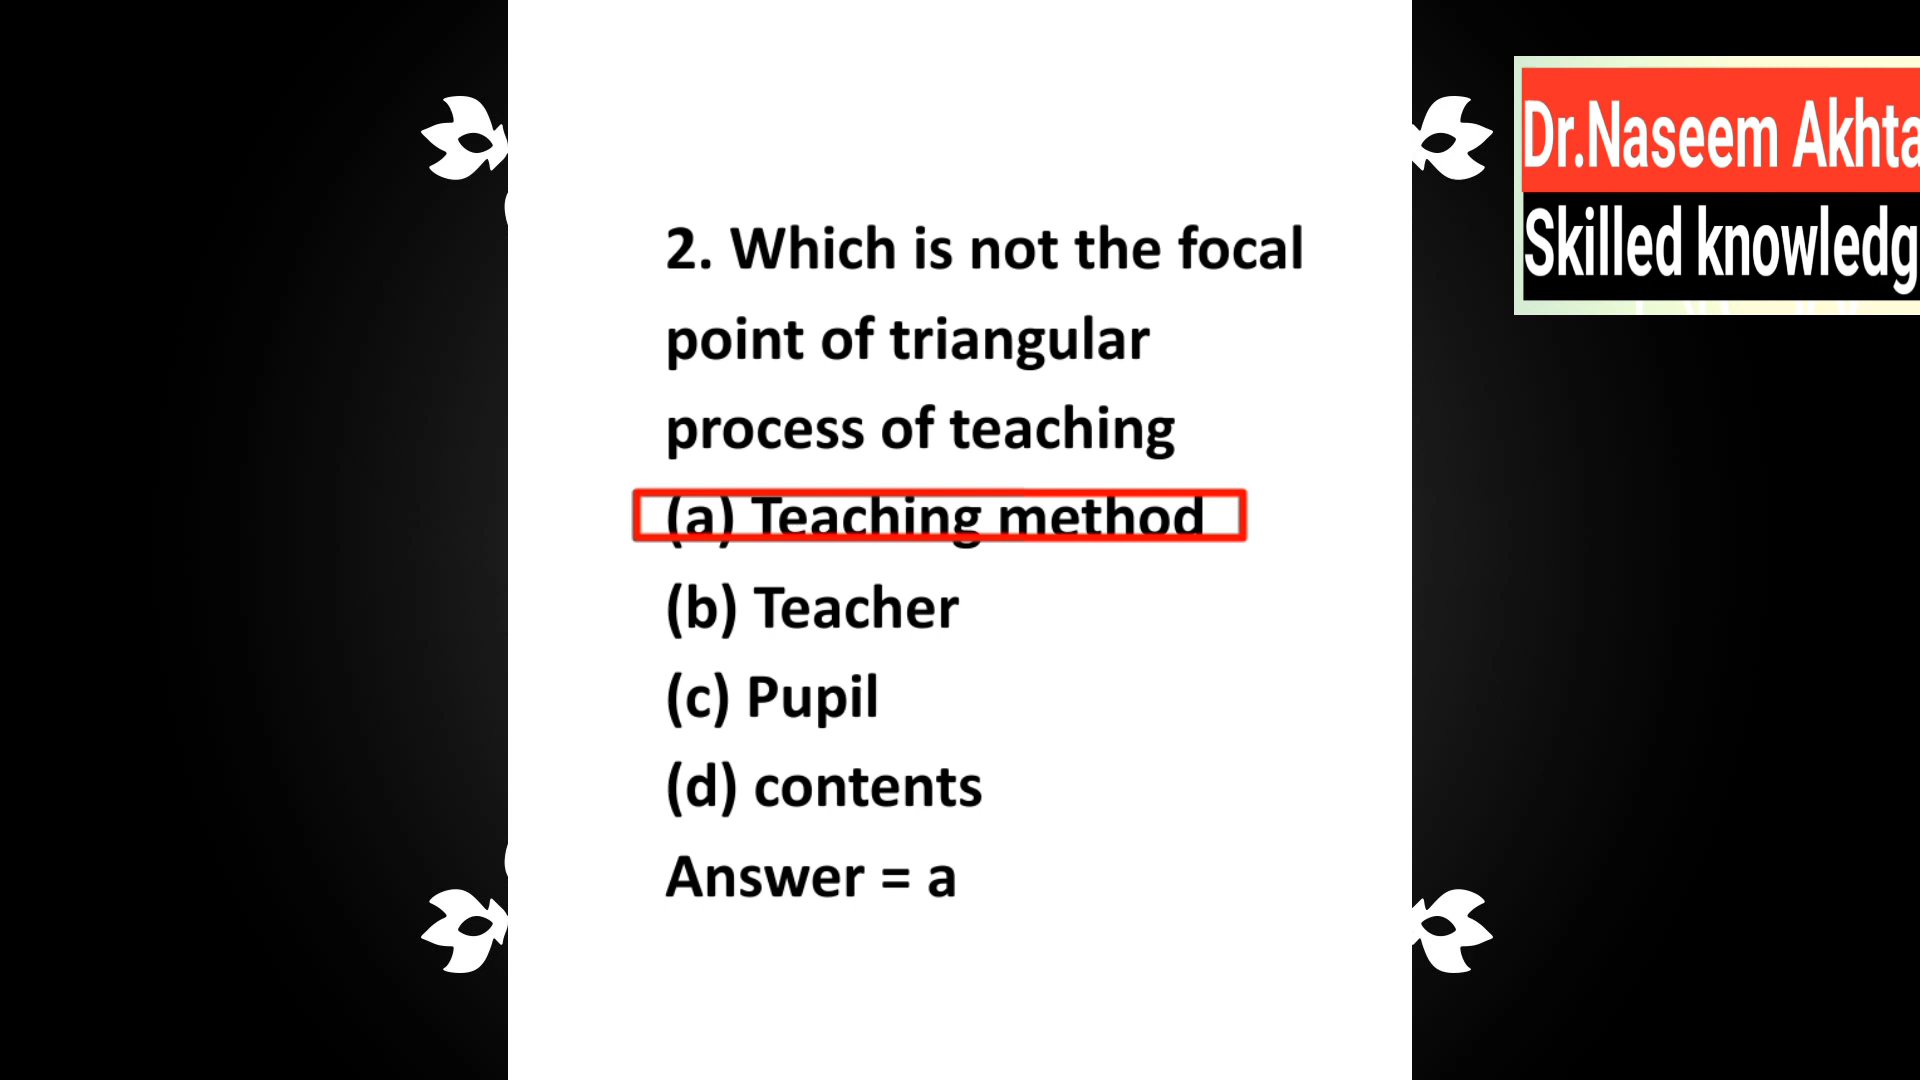 2. Which is not the focal
point of triangular
process of teaching
(a) Teaching method
(b) Teacher
(c) Pupil
(d) contents
Answer = a
Dr.Naseem Akhta
Skilled knowledg